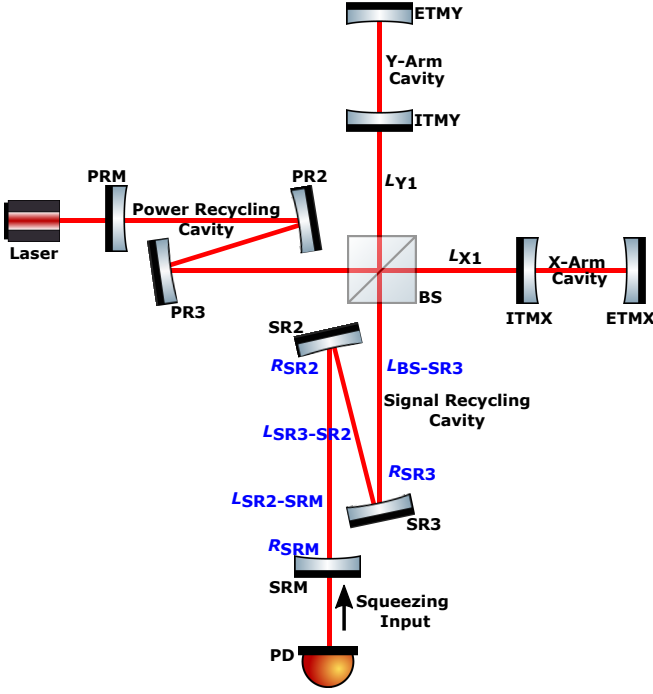 ETMY
Y-Arm
Cavity
ITMY
PRM
PR2
LY1
Power Recycling
Cavity
Laser
LX1
X-Arm
Cavity
PR3
BS
ITMX
ETMX
SR2
RSR2
LBS-SR3
Signal Recycling
Cavity
LSR3-SR2
RSR3
LSR2-SRM
SR3
RSRM
SRM
Squeezing
Input
PD